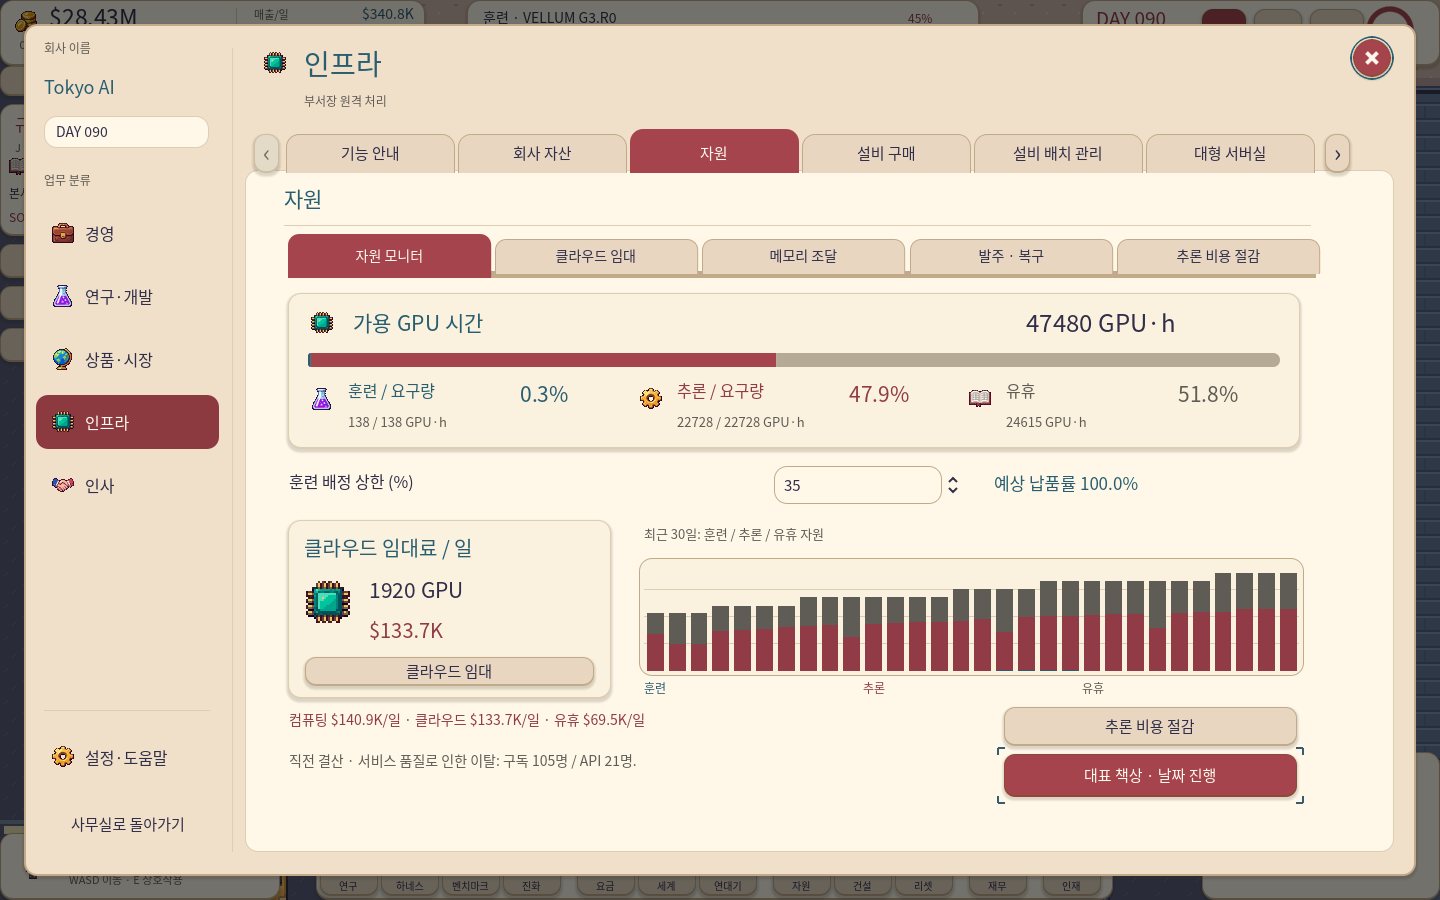 $28.43M
매출/일
$340.8K
훈련 · VELLUM G3.R0
45%
DAY 090
회사 이름
Tokyo AI
DAY 090
업무 분류
경영
연구·개발
상품·시장
인프라
인사
설정·도움말
사무실로 돌아가기
인프라
부서장 원격 처리
‹
기능 안내
회사 자산
자원
설비 구매
설비 배치 관리
대형 서버실
›
자원
자원 모니터
클라우드 임대
메모리 조달
발주 · 복구
추론 비용 절감
가용 GPU 시간
47480 GPU·h
훈련 / 요구량
0.3%
138 / 138 GPU·h
추론 / 요구량
47.9%
22728 / 22728 GPU·h
유휴
51.8%
24615 GPU·h
훈련 배정 상한 (%)
35
예상 납품률 100.0%
클라우드 임대료 / 일
1920 GPU
$133.7K
클라우드 임대
최근 30일: 훈련 / 추론 / 유휴 자원
훈련
추론
유휴
컴퓨팅 $140.9K/일 · 클라우드 $133.7K/일 · 유휴 $69.5K/일
직전 결산 · 서비스 품질로 인한 이탈: 구독 105명 / API 21명.
추론 비용 절감
대표 책상 · 날짜 진행
WASD 이동 · E 상호작용
연구
하네스
벤치마크
진화
요금
세계
연대기
자원
건설
리셋
재무
인재